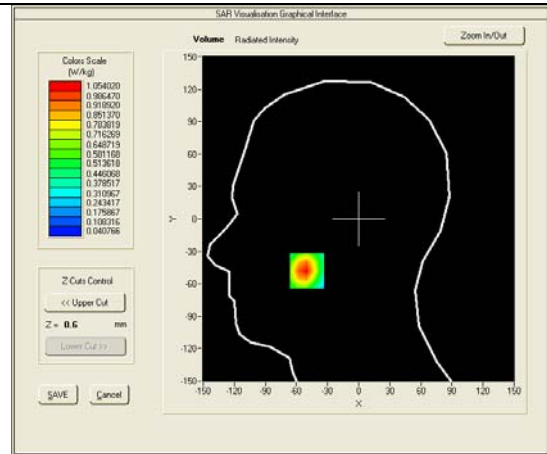 SAR Visualisation Graphical Interface
Volume Radiated Intensity
Zoom In/Out
Colors Scale
(W/kg)
1.054020
0.986470
0.918920
0.851370
0.783819
0.716269
0.648719
0.581168
0.513618
0.446068
0.378517
0.310967
0.243417
0.175867
0.108316
0.040766
Z Cuts Control
<< Upper Cut
Z = 0.6 mm
Lower Cut >>
SAVE Cancel
150
120
90
60
30
Y 0
-30
-60
-90
-120
-150
-150 -120 -90 -60 -30 0 30 60 90 120 150
X